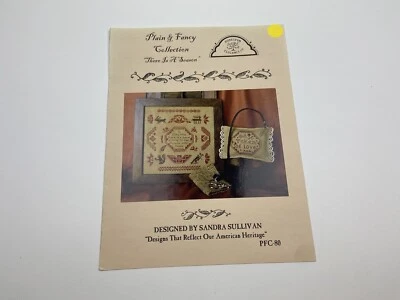 Plain & Fancy
Collection
"There Is A Season"
DESIGNED BY SANDRA SULLIVAN
"Designs That Reflect Our American Heritage"
PFC-80